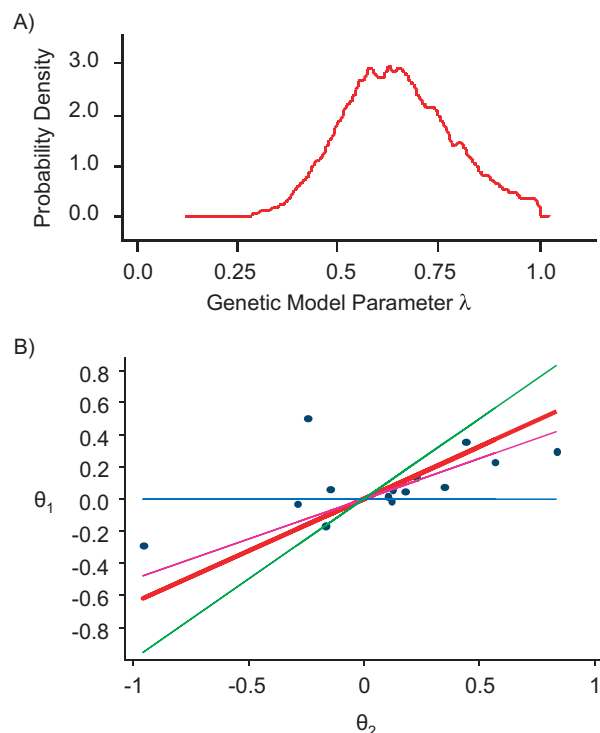 A)
Probability Density
3.0
2.0
1.0
0.0
0.0 0.25 0.5 0.75 1.0
Genetic Model Parameter λ
B)
θ1
0.8
0.6
0.4
0.2
0.0
-0.2
-0.4
-0.6
-0.8
-1 -0.5 0 0.5 1
θ2